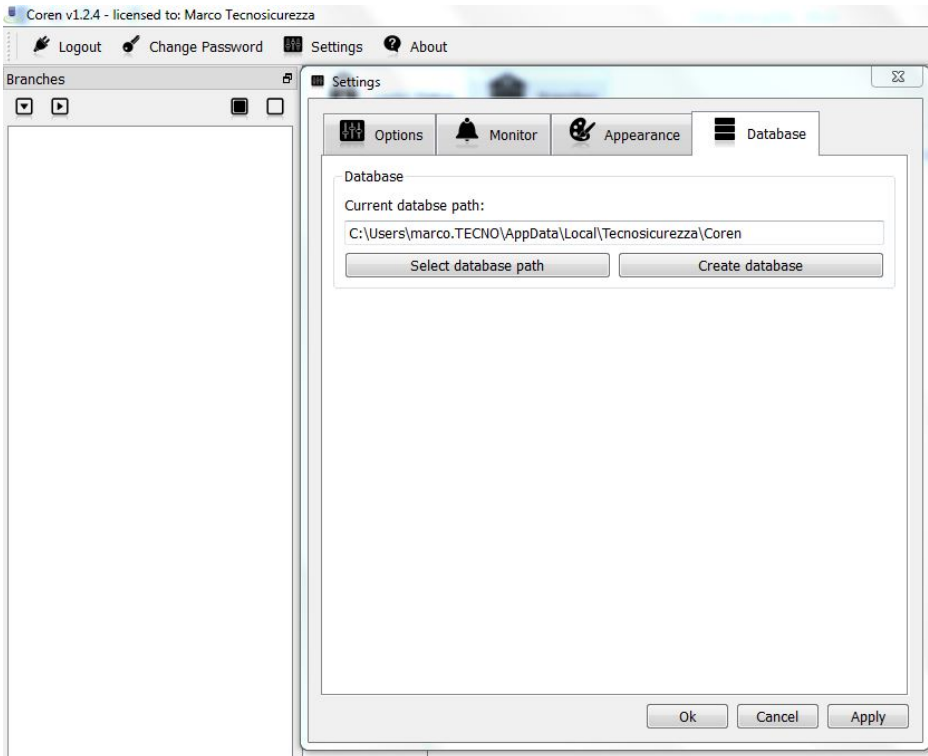 Coren v1.2.4 - licensed to: Marco Tecnosicurezza
Logout Change Password Settings About
Branches
Settings
Options Monitor Appearance Database
Database
Current databse path:
C:\Users\marco.TECNO\AppData\Local\Tecnosicurezza\Coren
Select database path Create database
Ok Cancel Apply